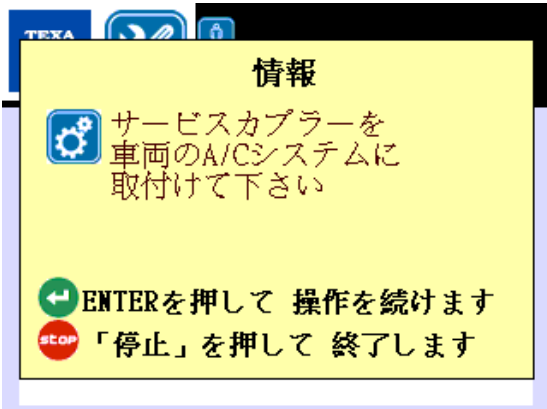 TEXA
情報
サービスカプラーを
車両のA/Cシステムに
取付けて下さい
ENTERを押して 操作を続けます
stop 「停止」を押して 終了します